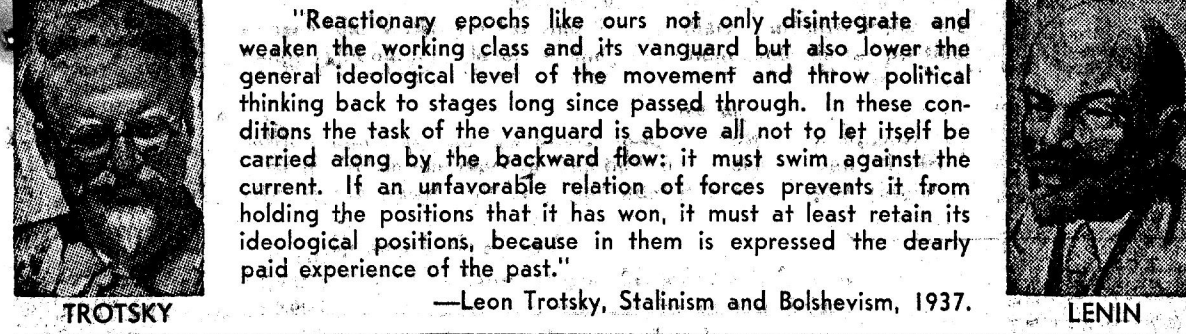 "Reactionary epochs like ours not only disintegrate and
weaken the working class and its vanguard but also lower the
general ideological level of the movement and throw political
thinking back to stages long since passed through. In these con-
ditions the task of the vanguard is above all not to let itself be
carried along by the backward flow: it must swim against the
current. If an unfavorable relation of forces prevents it from
holding the positions that it has won, it must at least retain its
ideological positions, because in them is expressed the dearly
paid experience of the past."
—Leon Trotsky, Stalinism and Bolshevism, 1937.
TROTSKY
LENIN